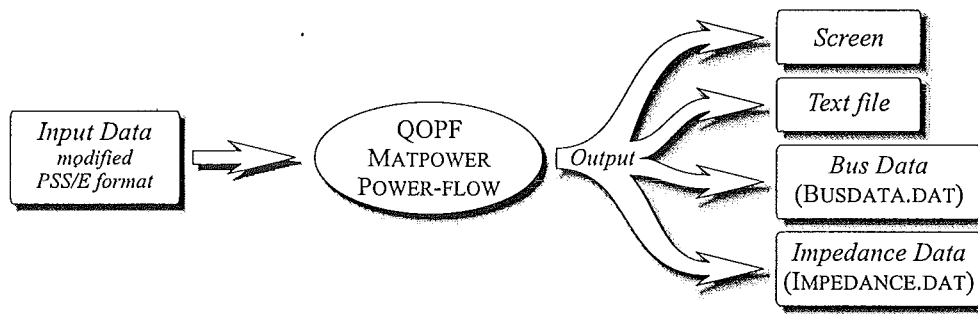 Input Data
modified
PSS/E format
QOPF
MATPOWER
POWER-FLOW
Output
Screen
Text file
Bus Data
(BUSDATA.DAT)
Impedance Data
(IMPEDANCE.DAT)